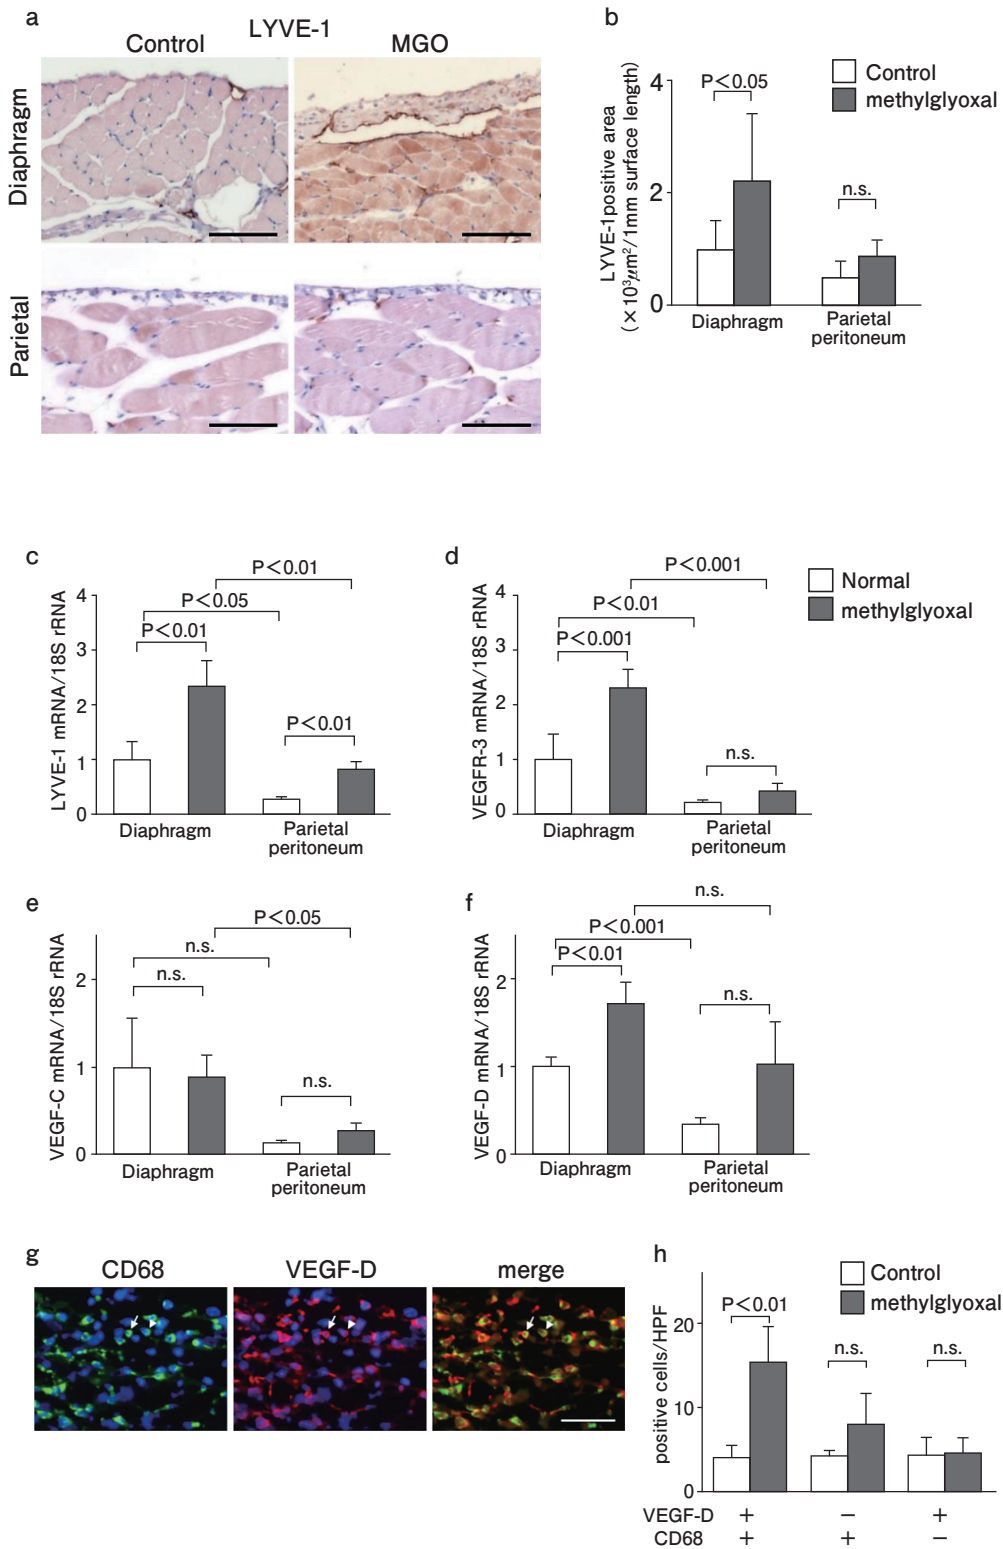 a
LYVE-1
Control
MGO
Diaphragm
Parietal
b
LYVE-1positive area
(×10³μm²/1mm surface length)
4
2
0
P<0.05
n.s.
Control
methylglyoxal
Diaphragm
Parietal
peritoneum
c
LYVE-1 mRNA/18S rRNA
4
3
2
1
0
P<0.01
P<0.05
P<0.01
P<0.01
Diaphragm
Parietal
peritoneum
d
VEGFR-3 mRNA/18S rRNA
4
3
2
1
0
P<0.001
P<0.01
P<0.001
n.s.
Normal
methylglyoxal
Diaphragm
Parietal
peritoneum
e
VEGF-C mRNA/18S rRNA
2
1
0
P<0.05
n.s.
n.s.
n.s.
Diaphragm
Parietal
peritoneum
f
VEGF-D mRNA/18S rRNA
2
1
0
n.s.
P<0.001
P<0.01
n.s.
Diaphragm
Parietal
peritoneum
g
CD68
VEGF-D
merge
h
positive cells/HPF
20
10
0
P<0.01
n.s.
n.s.
Control
methylglyoxal
VEGF-D + − +
CD68 + + −